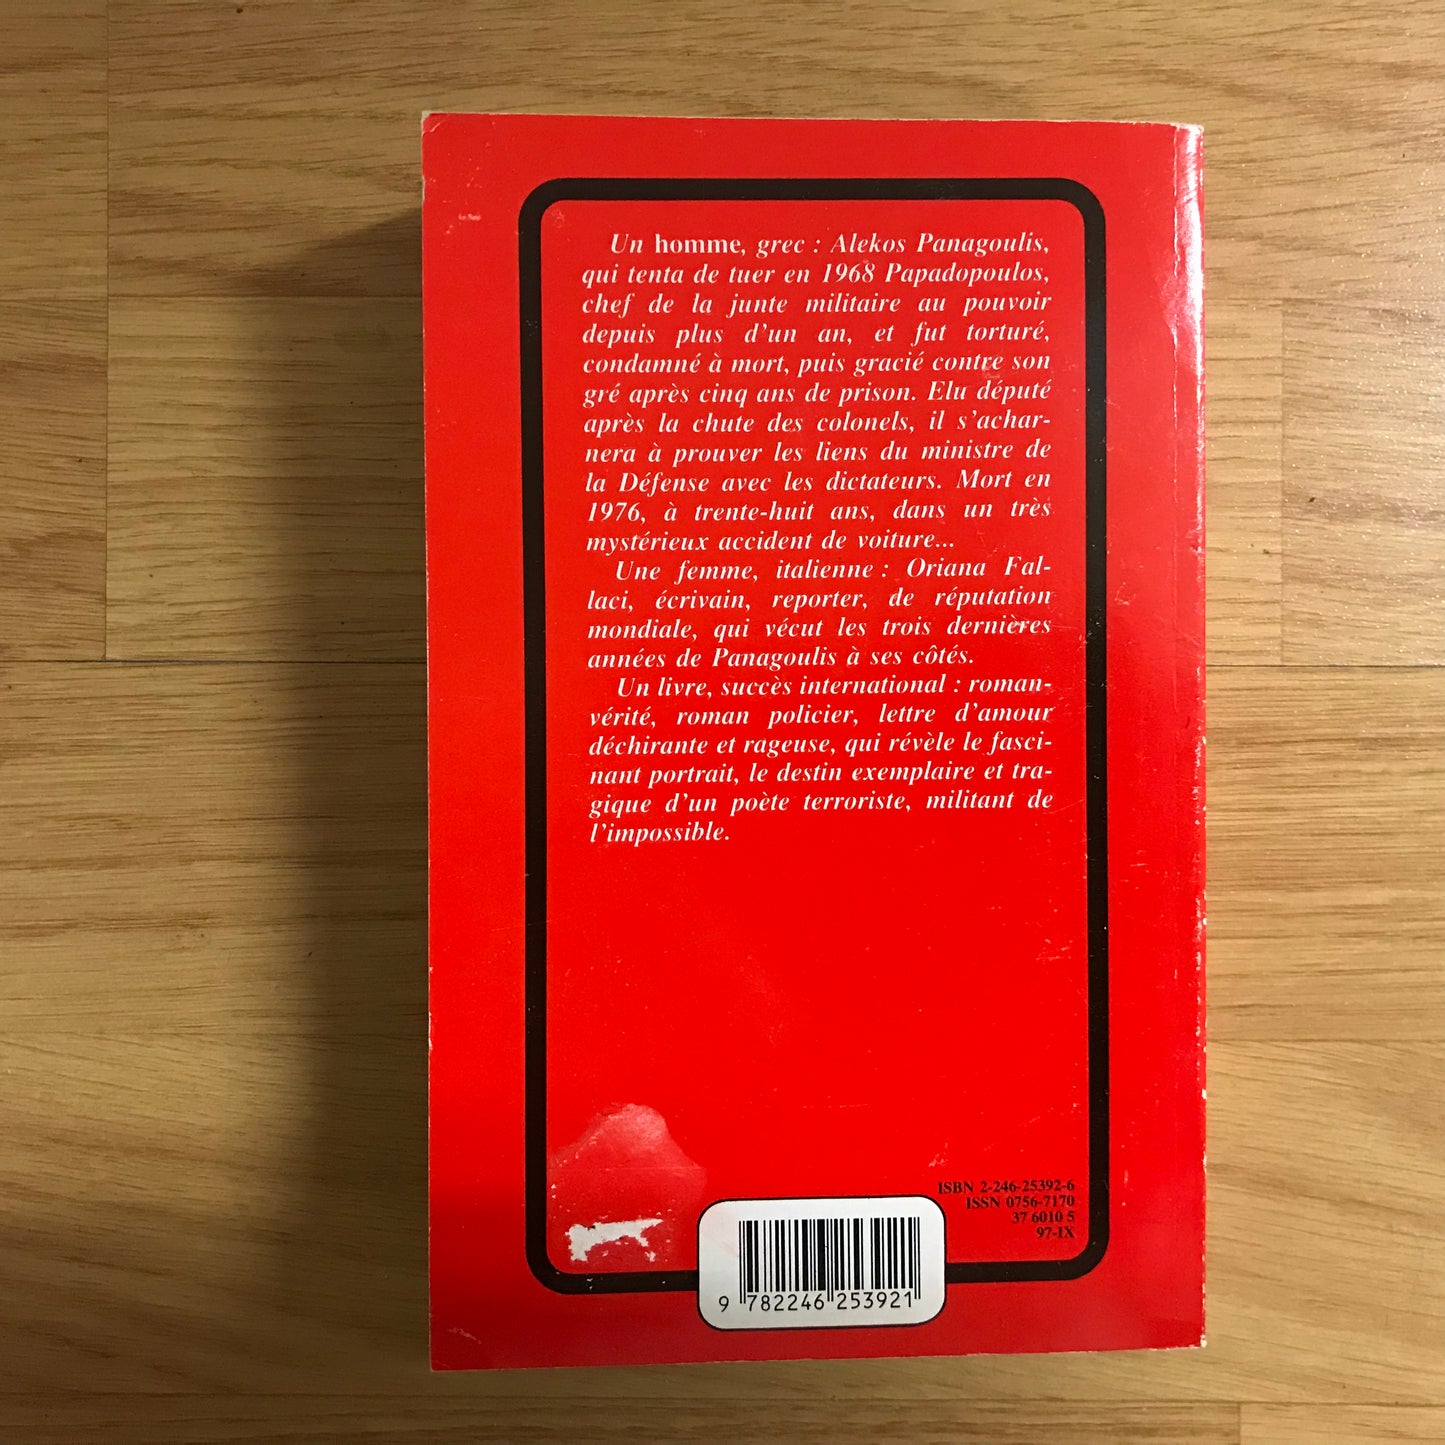 Un homme, grec : Alekos Panagoulis,
qui tenta de tuer en 1968 Papadopoulos,
chef de la junte militaire au pouvoir
depuis plus d'un an, et fut torturé,
condamné à mort, puis gracié contre son
gré après cinq ans de prison. Elu député
après la chute des colonels, il s'achar-
nera à prouver les liens du ministre de
la Défense avec les dictateurs. Mort en
1976, à trente-huit ans, dans un très
mystérieux accident de voiture...
Une femme, italienne : Oriana Fal-
laci, écrivain, reporter, de réputation
mondiale, qui vécut les trois dernières
années de Panagoulis à ses côtés.
Un livre, succès international : roman-
vérité, roman policier, lettre d'amour
déchirante et rageuse, qui révèle le fasci-
nant portrait, le destin exemplaire et tra-
gique d'un poète terroriste, militant de
l'impossible.
ISBN 2-246-25392-6
ISSN 0756-7170
37 6010 5
97-IX
9 782246 253921